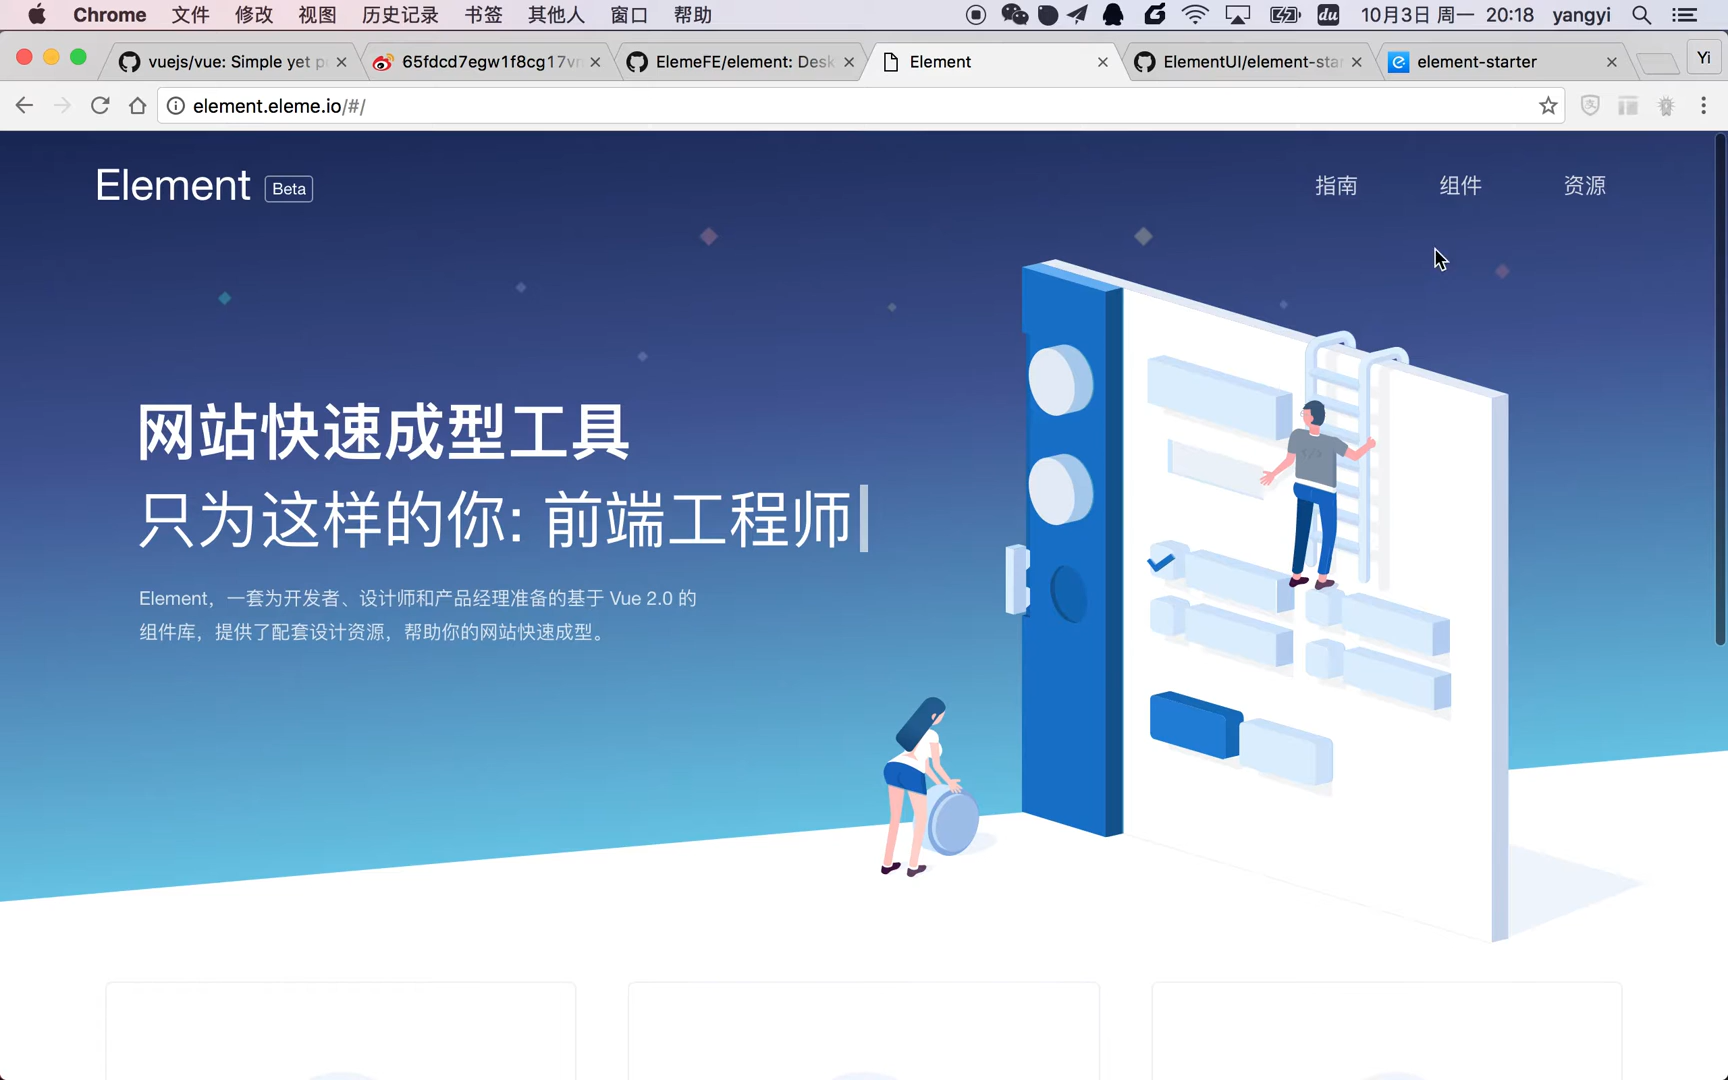 Chrome 文件 修改 视图 历史记录 书签 其他人 窗口 帮助 du 10月3日 周一 20:18 yangyi
vuejs/vue: Simple yet p 65fdcd7egw1f8cg17v ElemeFE/element: Desk Element ElementUI/element-star element-starter Yi
element.eleme.io/#/
Element Beta 指南 组件 资源
网站快速成型工具
只为这样的你: 前端工程师
Element，一套为开发者、设计师和产品经理准备的基于 Vue 2.0 的
组件库，提供了配套设计资源，帮助你的网站快速成型。